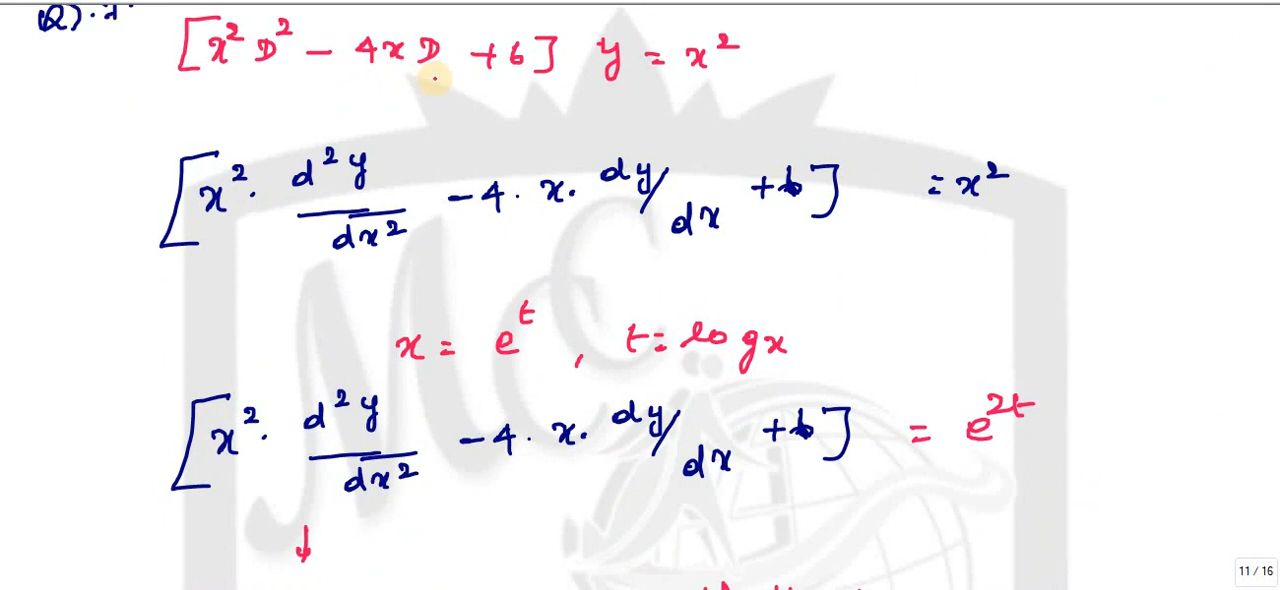 Q).
[x² D² - 4x D + 6] y = x²
[x². d²y/dx² - 4. x. dy/dx + 6] = x²
x = e^t, t = log x
[x². d²y/dx² - 4. x. dy/dx + 6] = e^2t
↓
MCC
11 / 16